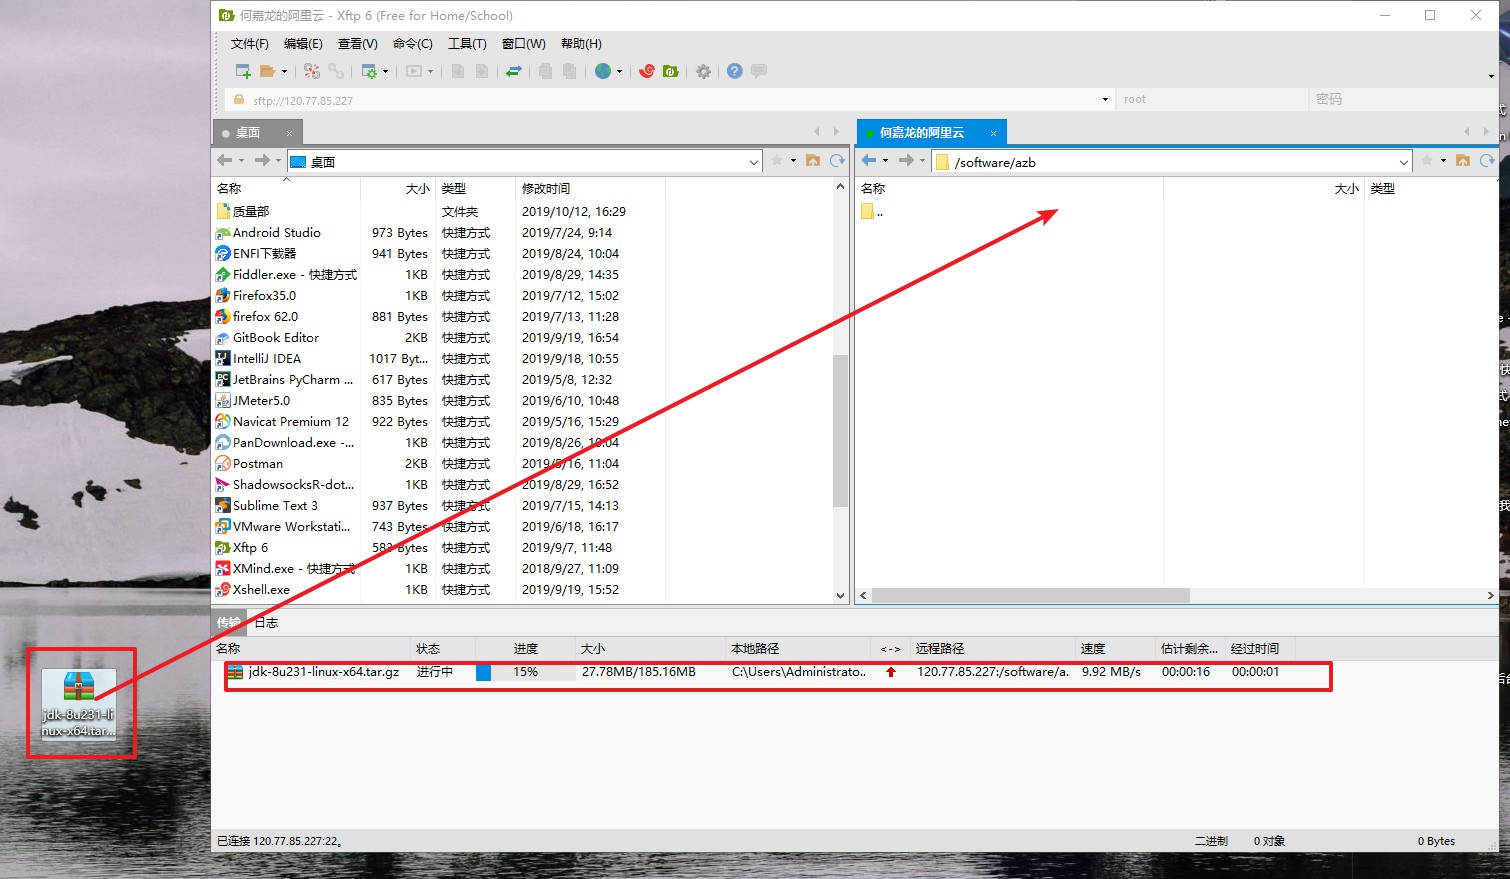 何嘉龙的阿里云 - Xftp 6 (Free for Home/School)
文件(F) 编辑(E) 查看(V) 命令(C) 工具(T) 窗口(W) 帮助(H)
sftp://120.77.85.227 root 密码
桌面 × 何嘉龙的阿里云 ×
桌面 /software/azb
名称 大小 类型 修改时间 名称 大小 类型
质量部 文件夹 2019/10/12, 16:29 ..
Android Studio 973 Bytes 快捷方式 2019/7/24, 9:14
ENFI下载器 941 Bytes 快捷方式 2019/8/24, 10:04
Fiddler.exe - 快捷方式 1KB 快捷方式 2019/8/29, 14:35
Firefox35.0 1KB 快捷方式 2019/7/12, 15:02
firefox 62.0 881 Bytes 快捷方式 2019/7/13, 11:28
GitBook Editor 2KB 快捷方式 2019/9/19, 16:54
IntelliJ IDEA 1017 Byt... 快捷方式 2019/9/18, 10:55
JetBrains PyCharm ... 617 Bytes 快捷方式 2019/5/8, 12:32
JMeter5.0 835 Bytes 快捷方式 2019/6/10, 10:48
Navicat Premium 12 922 Bytes 快捷方式 2019/5/16, 15:29
PanDownload.exe -... 1KB 快捷方式 2019/8/26, 10:04
Postman 2KB 快捷方式 2019/5/16, 11:04
ShadowsocksR-dot... 1KB 快捷方式 2019/8/29, 16:52
Sublime Text 3 937 Bytes 快捷方式 2019/7/15, 14:13
VMware Workstati... 743 Bytes 快捷方式 2019/6/18, 16:17
Xftp 6 583 Bytes 快捷方式 2019/9/7, 11:48
XMind.exe - 快捷方式 1KB 快捷方式 2018/9/27, 11:09
Xshell.exe 1KB 快捷方式 2019/9/19, 15:52
传输 日志
名称 状态 进度 大小 本地路径 <-> 远程路径 速度 估计剩余... 经过时间
jdk-8u231-linux-x64.tar.gz 进行中 15% 27.78MB/185.16MB C:\Users\Administrato.. 120.77.85.227:/software/a. 9.92 MB/s 00:00:16 00:00:01
jdk-8u231-li
nux-x64.tar...
已连接 120.77.85.227:22。 二进制 0 对象 0 Bytes